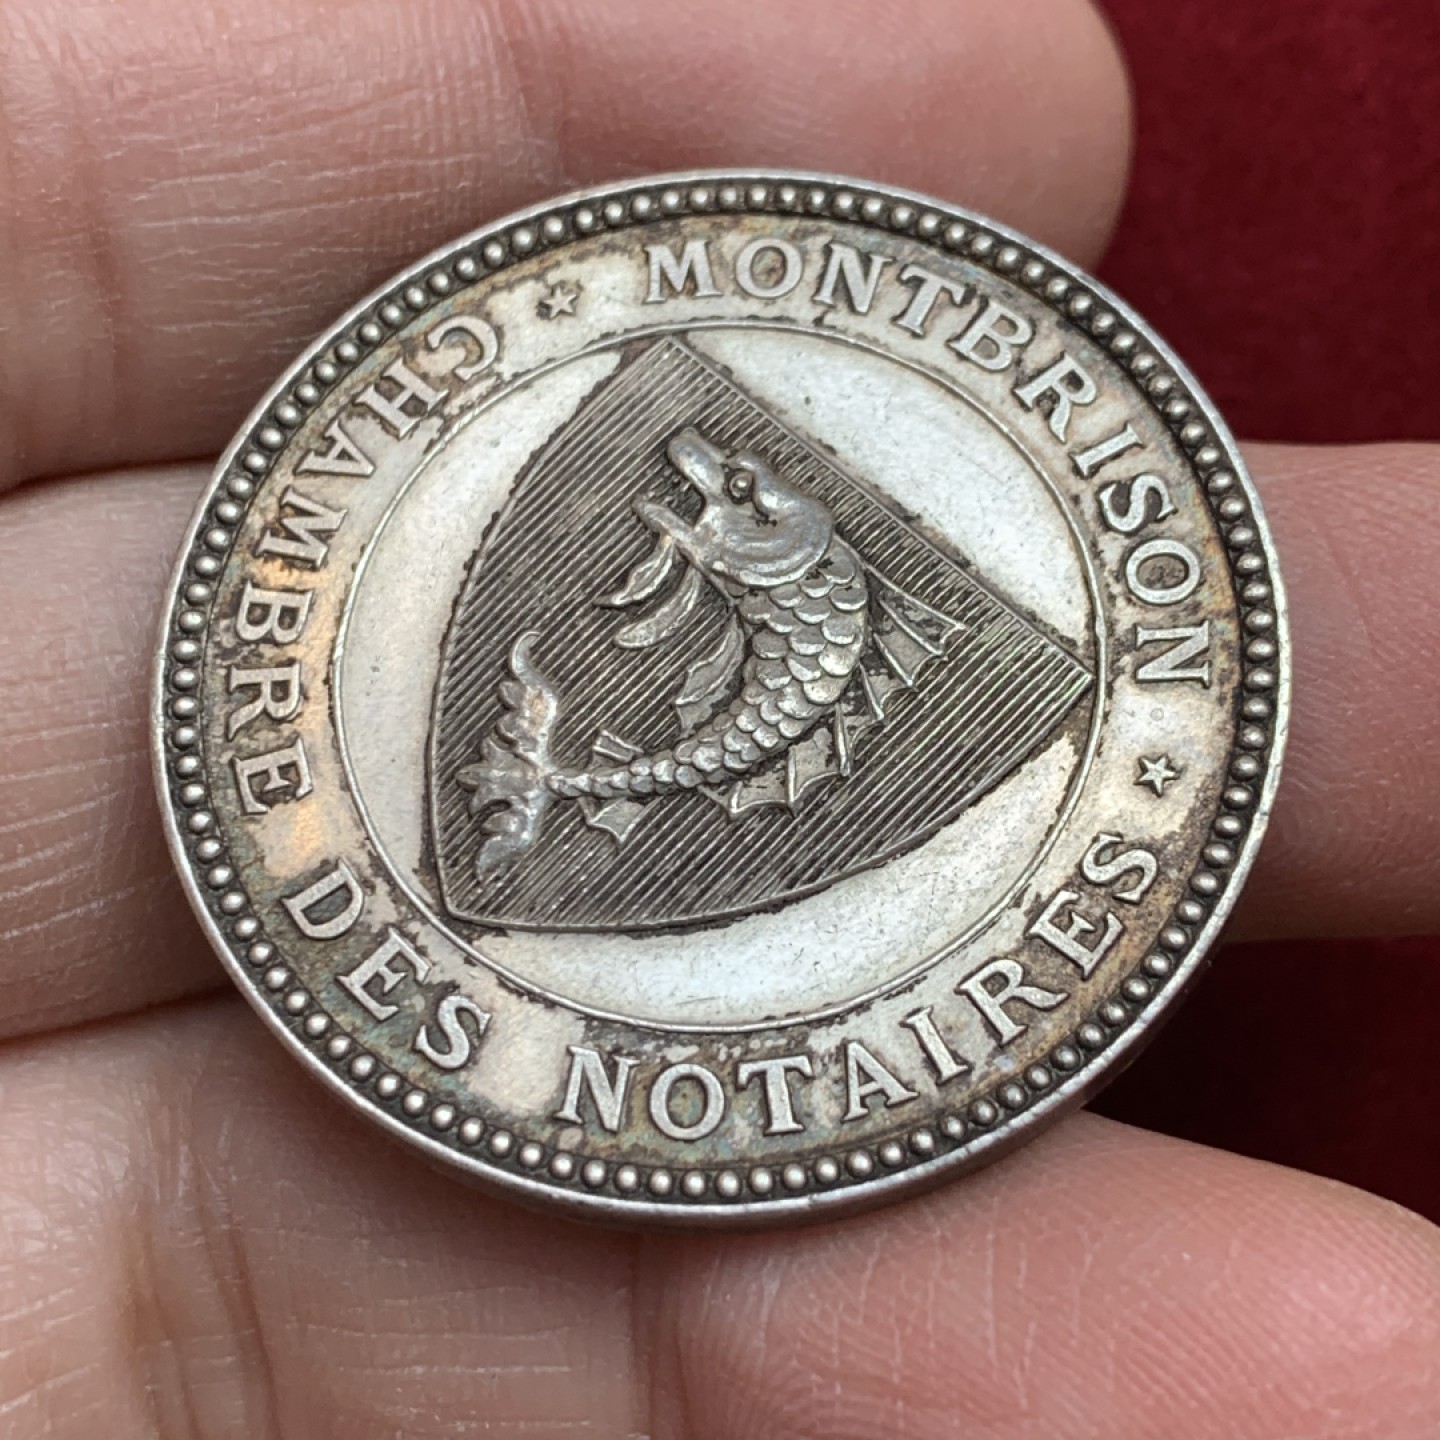 CHAMBRE DES NOTAIRES
★ MONTBRISON ★